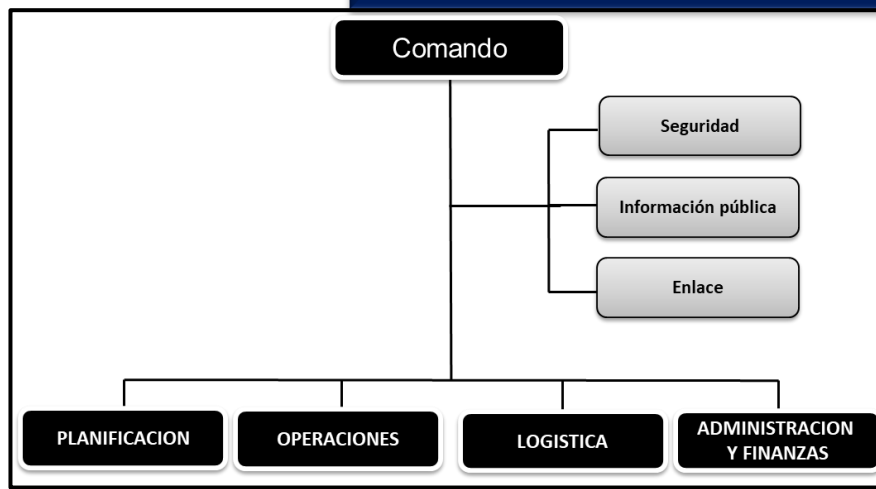 Comando
Seguridad
Información pública
Enlace
PLANIFICACION
OPERACIONES
LOGISTICA
ADMINISTRACION
Y FINANZAS